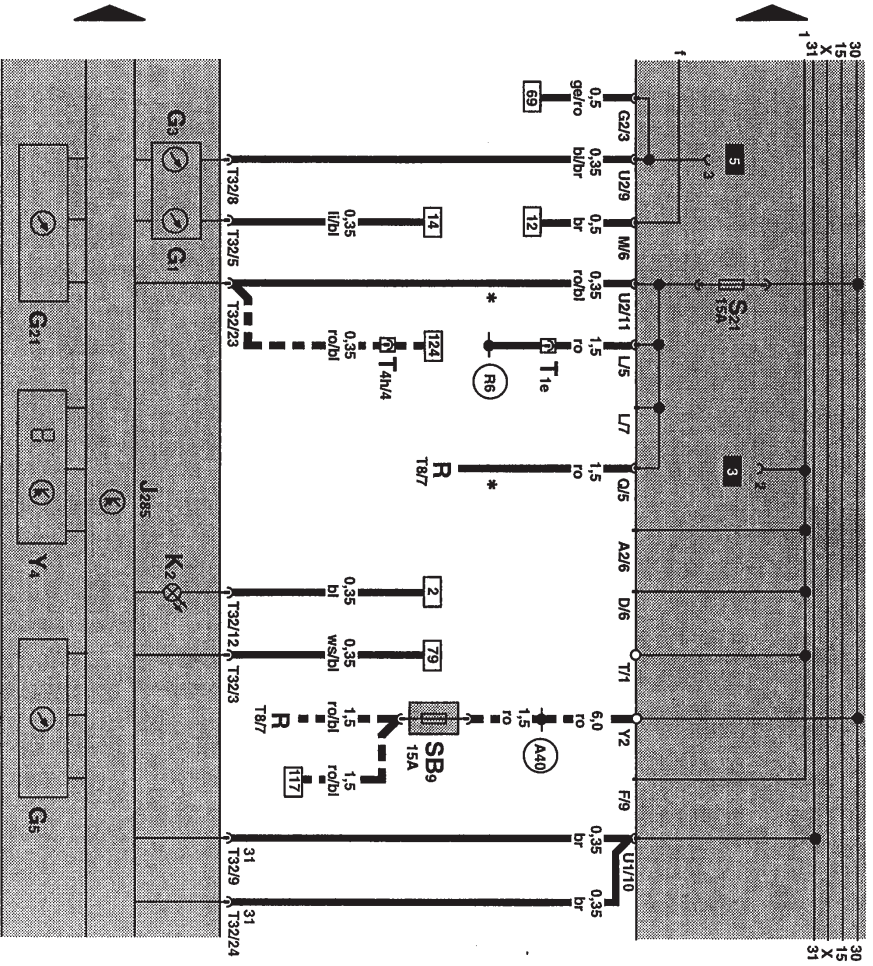 30
15
X
31
1
f
G2/3
0,5
ge/ro
69
5
3
U2/9
0,35
bl/br
T32/8
G3
M/6
0,5
br
12
14
0,35
li/bl
T32/5
G1
S21
15A
U2/11
0,35
ro/bl
*
T32/23
G21
L/5
1,5
ro
T1e
R6
124
T4h/4
0,35
ro/bl
L/7
3
2
Q/5
1,5
ro
*
R
T8/7
J285
A2/6
D/6
2
0,35
bl
T32/12
K2
Y4
T/1
79
0,35
ws/bl
T32/3
Y2
6,0
ro
A40
1,5
ro
SB9
15A
1,5
ro/bl
R
T8/7
F/9
1,5
ro/bl
117
G5
U1/10
0,35
br
31
T32/9
0,35
br
31
T32/24
30
15
X
31